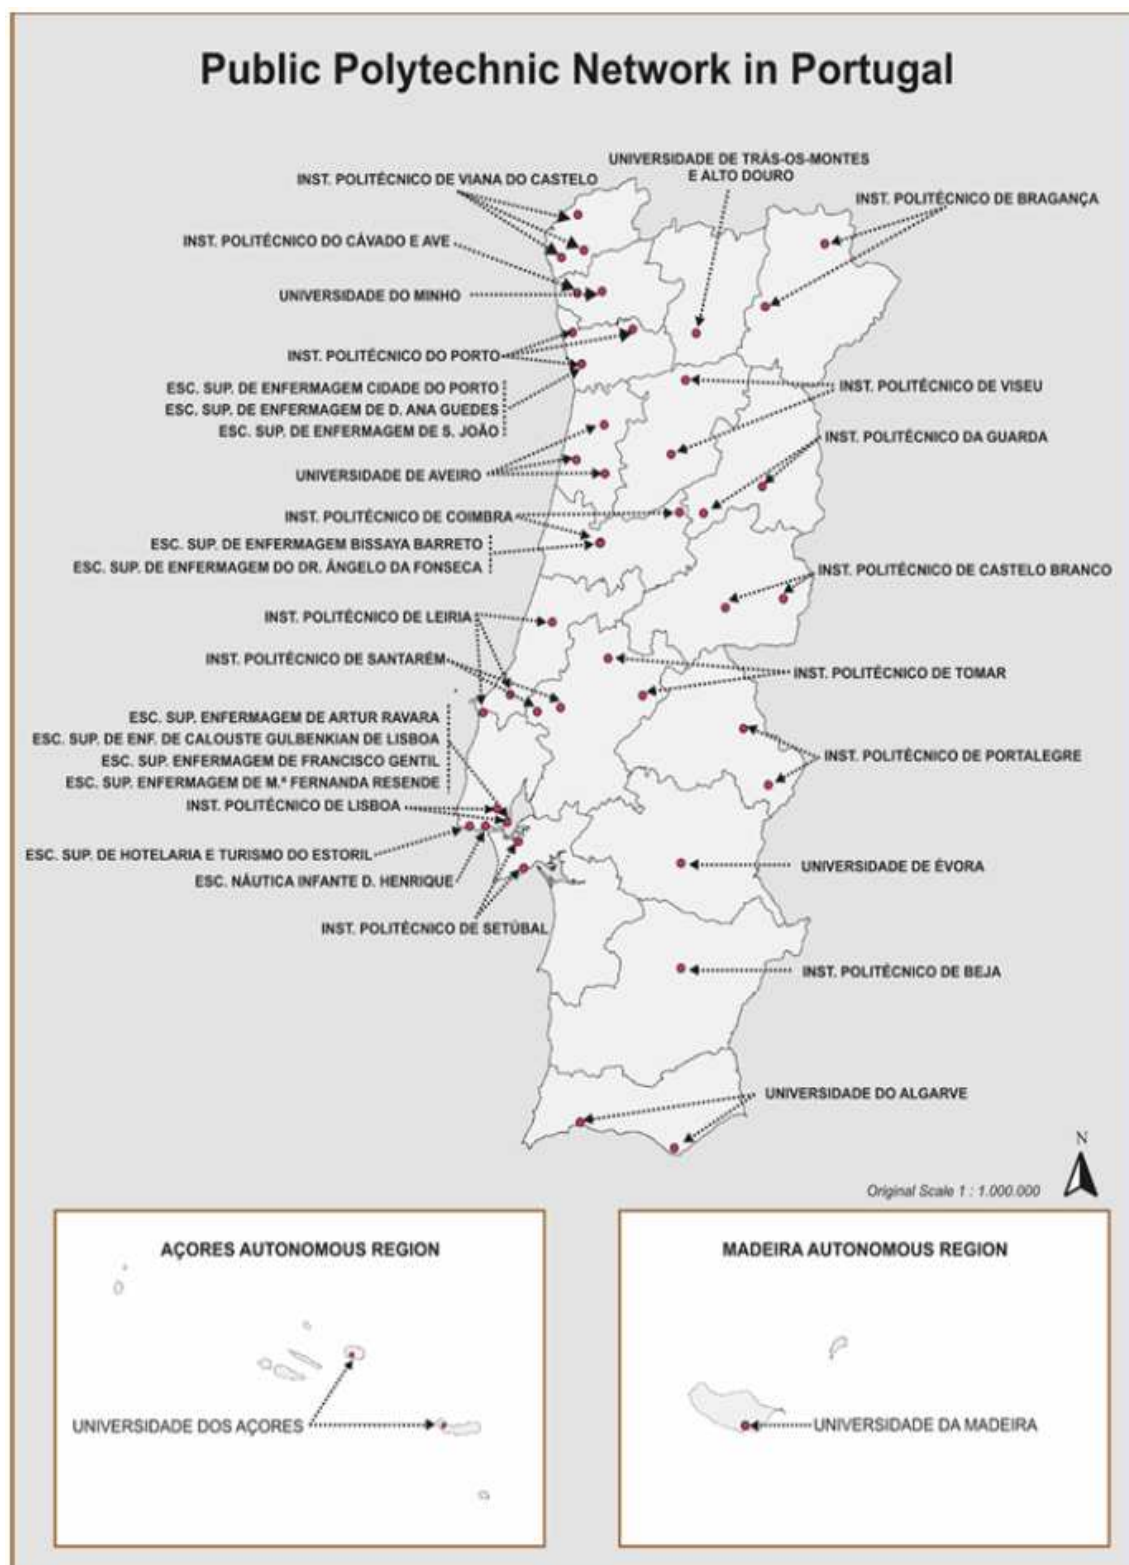 Public Polytechnic Network in Portugal
UNIVERSIDADE DE TRÁS-OS-MONTES
E ALTO DOURO
INST. POLITÉCNICO DE VIANA DO CASTELO
INST. POLITÉCNICO DE BRAGANÇA
INST. POLITÉCNICO DO CÁVADO E AVE
UNIVERSIDADE DO MINHO
INST. POLITÉCNICO DO PORTO
ESC. SUP. DE ENFERMAGEM CIDADE DO PORTO
INST. POLITÉCNICO DE VISEU
ESC. SUP. DE ENFERMAGEM DE D. ANA GUEDES
ESC. SUP. DE ENFERMAGEM DE S. JOÃO
INST. POLITÉCNICO DA GUARDA
UNIVERSIDADE DE AVEIRO
INST. POLITÉCNICO DE COIMBRA
ESC. SUP. DE ENFERMAGEM BISSAYA BARRETO
ESC. SUP. DE ENFERMAGEM DO DR. ÂNGELO DA FONSECA
INST. POLITÉCNICO DE CASTELO BRANCO
INST. POLITÉCNICO DE LEIRIA
INST. POLITÉCNICO DE SANTARÉM
INST. POLITÉCNICO DE TOMAR
ESC. SUP. ENFERMAGEM DE ARTUR RAVARA
ESC. SUP. DE ENF. DE CALOUSTE GULBENKIAN DE LISBOA
ESC. SUP. ENFERMAGEM DE FRANCISCO GENTIL
INST. POLITÉCNICO DE PORTALEGRE
ESC. SUP. ENFERMAGEM DE M.ª FERNANDA RESENDE
INST. POLITÉCNICO DE LISBOA
ESC. SUP. DE HOTELARIA E TURISMO DO ESTORIL
UNIVERSIDADE DE ÉVORA
ESC. NÁUTICA INFANTE D. HENRIQUE
INST. POLITÉCNICO DE SETÚBAL
INST. POLITÉCNICO DE BEJA
UNIVERSIDADE DO ALGARVE
N
Original Scale 1 : 1.000.000
AÇORES AUTONOMOUS REGION
UNIVERSIDADE DOS AÇORES
MADEIRA AUTONOMOUS REGION
UNIVERSIDADE DA MADEIRA